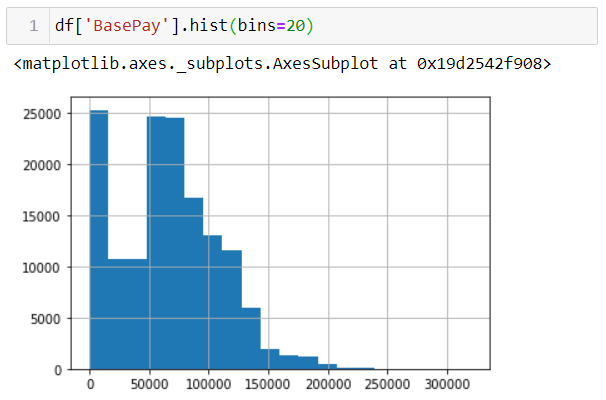 1 df['BasePay'].hist(bins=20)
<matplotlib.axes._subplots.AxesSubplot at 0x19d2542f908>
25000
20000
15000
10000
5000
0
0 50000 100000 150000 200000 250000 300000